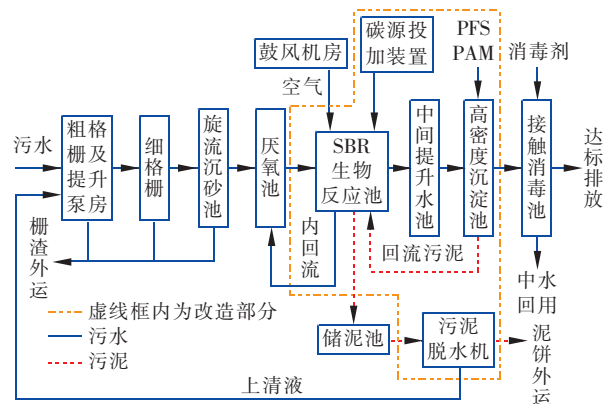 鼓风机房
碳源投
加装置
PFS
PAM
消毒剂
空气
污水
粗格
栅及
提升
泵房
细格
栅
旋流
沉砂
池
厌
氧
池
SBR
生物
反应池
中间
提升
水池
高密
度沉
淀池
接触
消毒
池
达标
排放
栅渣
外运
内回
流
回流污泥
中水
回用
虚线框内为改造部分
污水
污泥
储泥池
污泥
脱水机
泥饼
外运
上清液